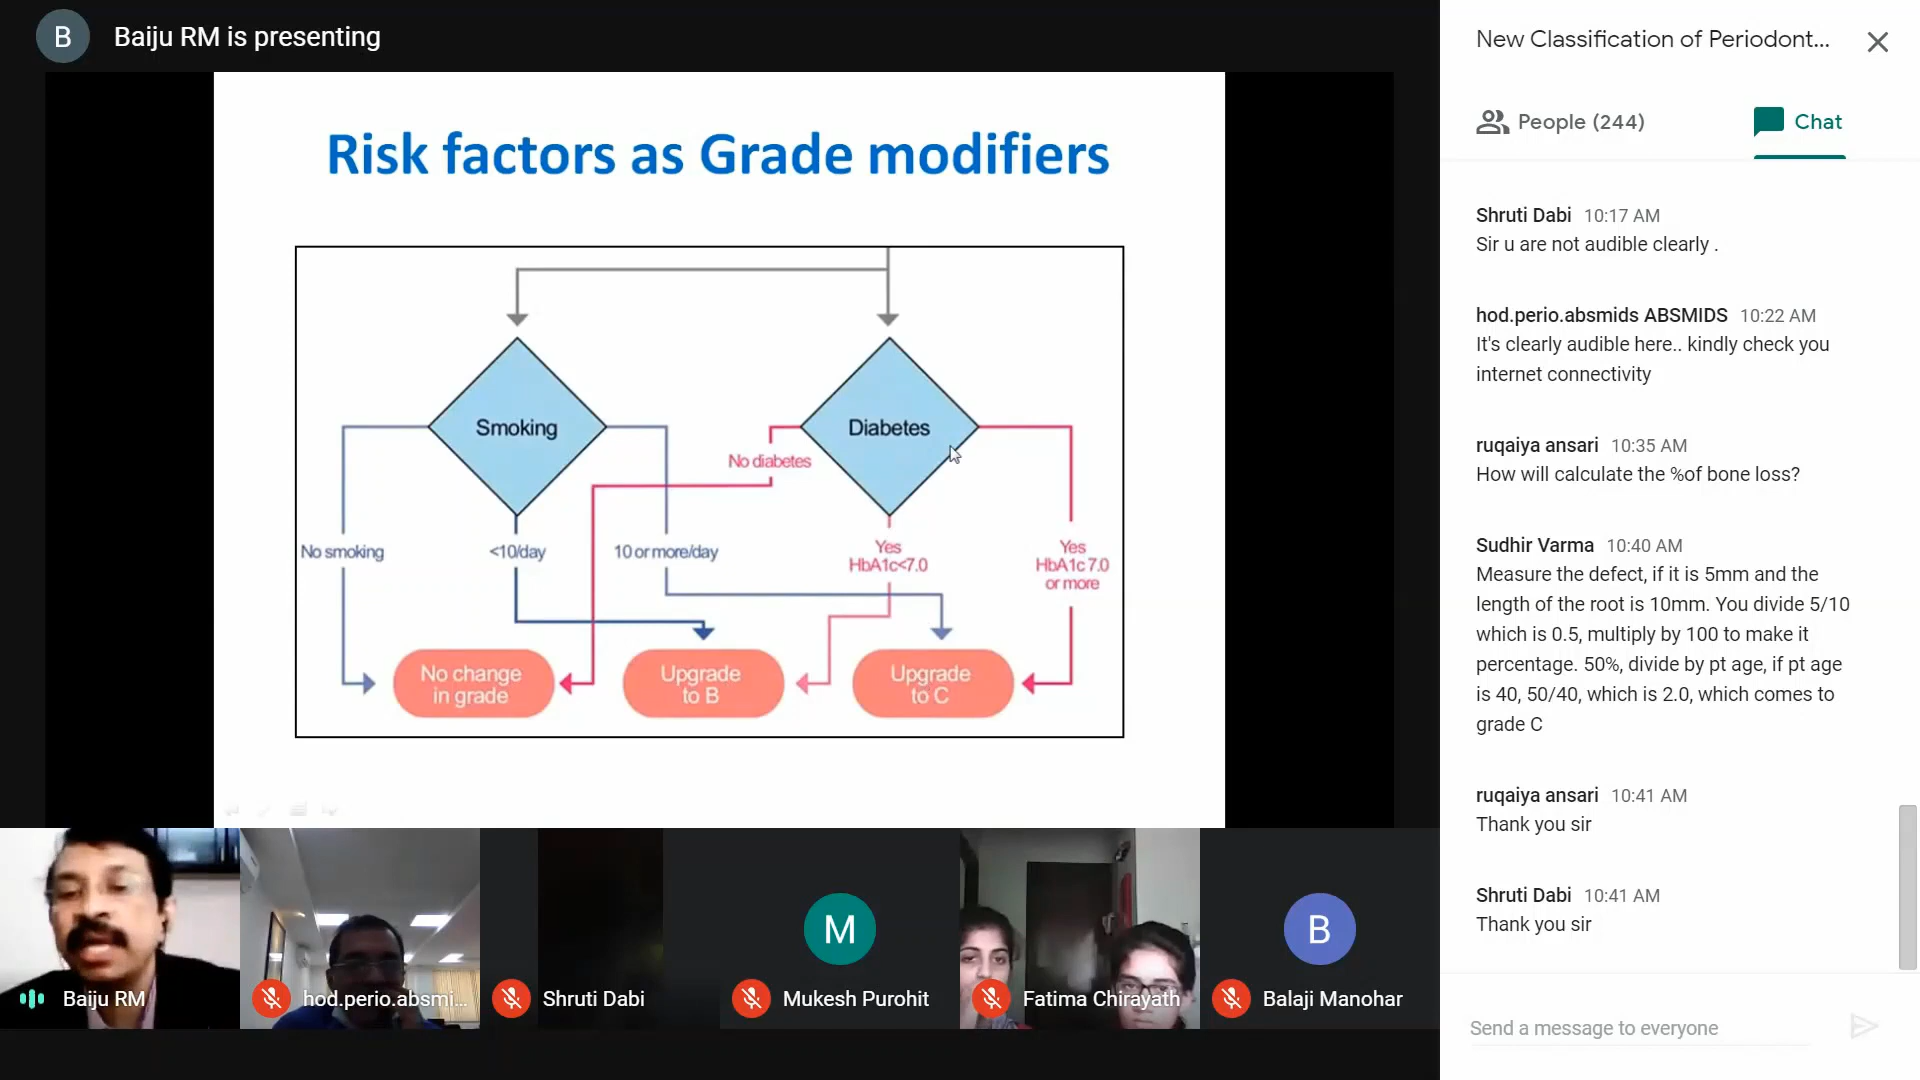 B
Baiju RM is presenting
Risk factors as Grade modifiers
Smoking
Diabetes
No diabetes
No smoking
<10/day
10 or more/day
Yes
HbA1c<7.0
Yes
HbA1c 7.0
or more
No change
in grade
Upgrade
to B
Upgrade
to C
Baiju RM
hod.perio.absmi...
Shruti Dabi
M
Mukesh Purohit
Fatima Chirayath
B
Balaji Manohar
New Classification of Periodont...
People (244)
Chat
Shruti Dabi 10:17 AM
Sir u are not audible clearly .
hod.perio.absmids ABSMIDS 10:22 AM
It's clearly audible here.. kindly check you
internet connectivity
ruqaiya ansari 10:35 AM
How will calculate the %of bone loss?
Sudhir Varma 10:40 AM
Measure the defect, if it is 5mm and the
length of the root is 10mm. You divide 5/10
which is 0.5, multiply by 100 to make it
percentage. 50%, divide by pt age, if pt age
is 40, 50/40, which is 2.0, which comes to
grade C
ruqaiya ansari 10:41 AM
Thank you sir
Shruti Dabi 10:41 AM
Thank you sir
Send a message to everyone